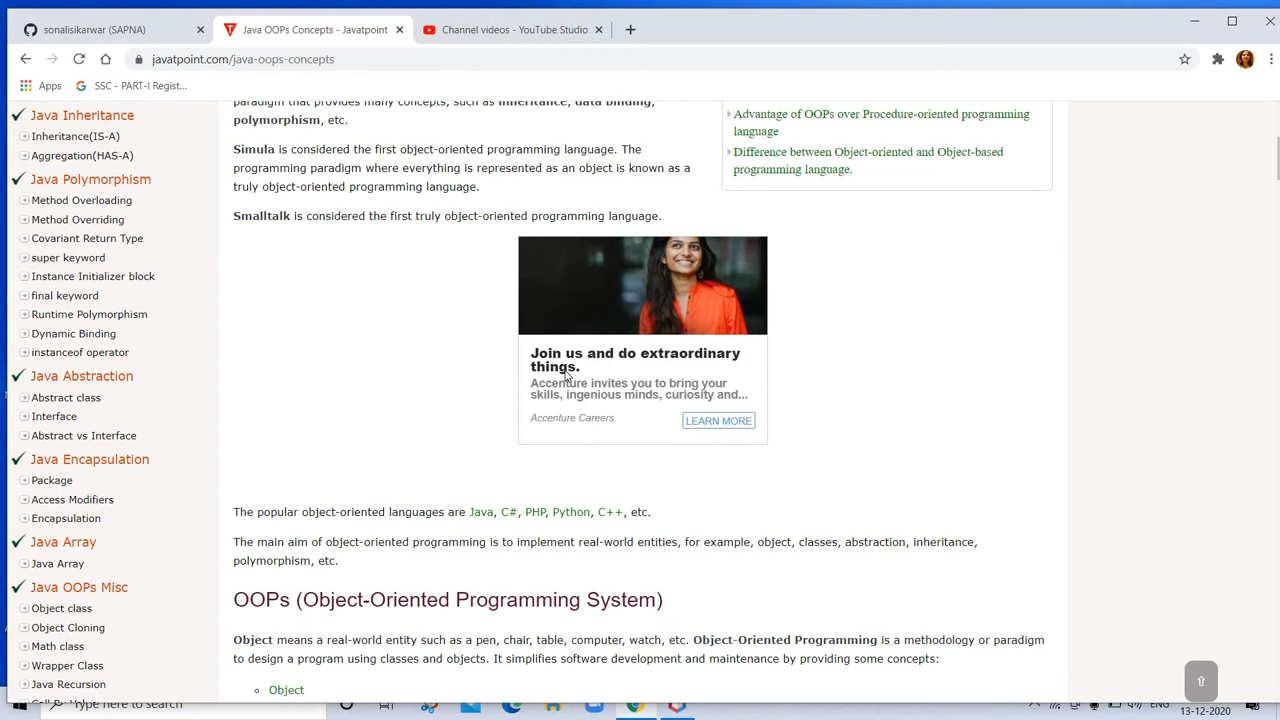 sonalisikarwar (SAPNA)
Java OOPs Concepts - Javatpoint
Channel videos - YouTube Studio
javatpoint.com/java-oops-concepts
Apps
SSC - PART-I Regist...
Java Inheritance
Inheritance(IS-A)
Aggregation(HAS-A)
Java Polymorphism
Method Overloading
Method Overriding
Covariant Return Type
super keyword
Instance Initializer block
final keyword
Runtime Polymorphism
Dynamic Binding
instanceof operator
Java Abstraction
Abstract class
Interface
Abstract vs Interface
Java Encapsulation
Package
Access Modifiers
Encapsulation
Java Array
Java Array
Java OOPs Misc
Object class
Object Cloning
Math class
Wrapper Class
Java Recursion
paradigm that provides many concepts, such as inheritance, data binding,
polymorphism, etc.
Simula is considered the first object-oriented programming language. The
programming paradigm where everything is represented as an object is known as a
truly object-oriented programming language.
Smalltalk is considered the first truly object-oriented programming language.
Advantage of OOPs over Procedure-oriented programming
language
Difference between Object-oriented and Object-based
programming language.
Join us and do extraordinary
things.
Accenture invites you to bring your
skills, ingenious minds, curiosity and...
Accenture Careers
LEARN MORE
The popular object-oriented languages are Java, C#, PHP, Python, C++, etc.
The main aim of object-oriented programming is to implement real-world entities, for example, object, classes, abstraction, inheritance,
polymorphism, etc.
OOPs (Object-Oriented Programming System)
Object means a real-world entity such as a pen, chair, table, computer, watch, etc. Object-Oriented Programming is a methodology or paradigm
to design a program using classes and objects. It simplifies software development and maintenance by providing some concepts:
Object
Type here to search
ENG
13-12-2020